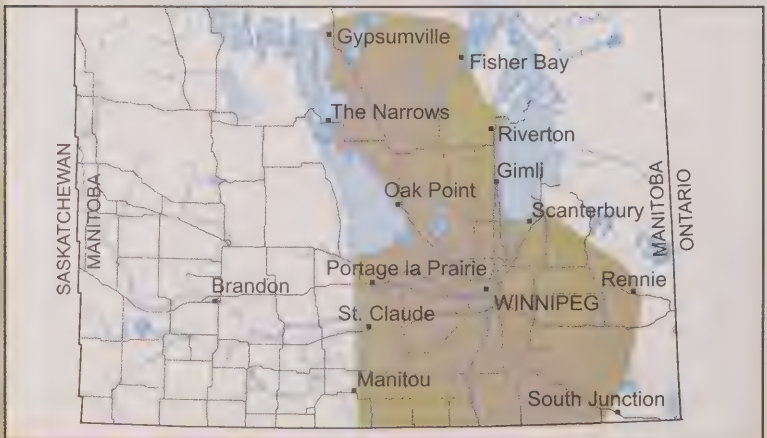 Gypsumville
Fisher Bay
The Narrows
Riverton
Gimli
Oak Point
Scanterbury
SASKATCHEWAN
MANITOBA
MANITOBA
ONTARIO
Portage la Prairie
Rennie
Brandon
WINNIPEG
St. Claude
Manitou
South Junction